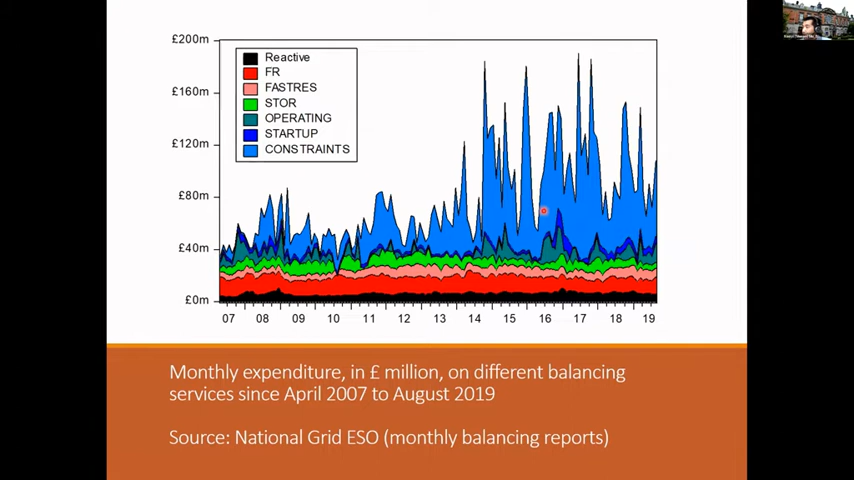 £200m
£160m
£120m
£80m
£40m
£0m
Reactive
FR
FASTRES
STOR
OPERATING
STARTUP
CONSTRAINTS
07 08 09 10 11 12 13 14 15 16 17 18 19
Monthly expenditure, in £ million, on different balancing
services since April 2007 to August 2019
Source: National Grid ESO (monthly balancing reports)